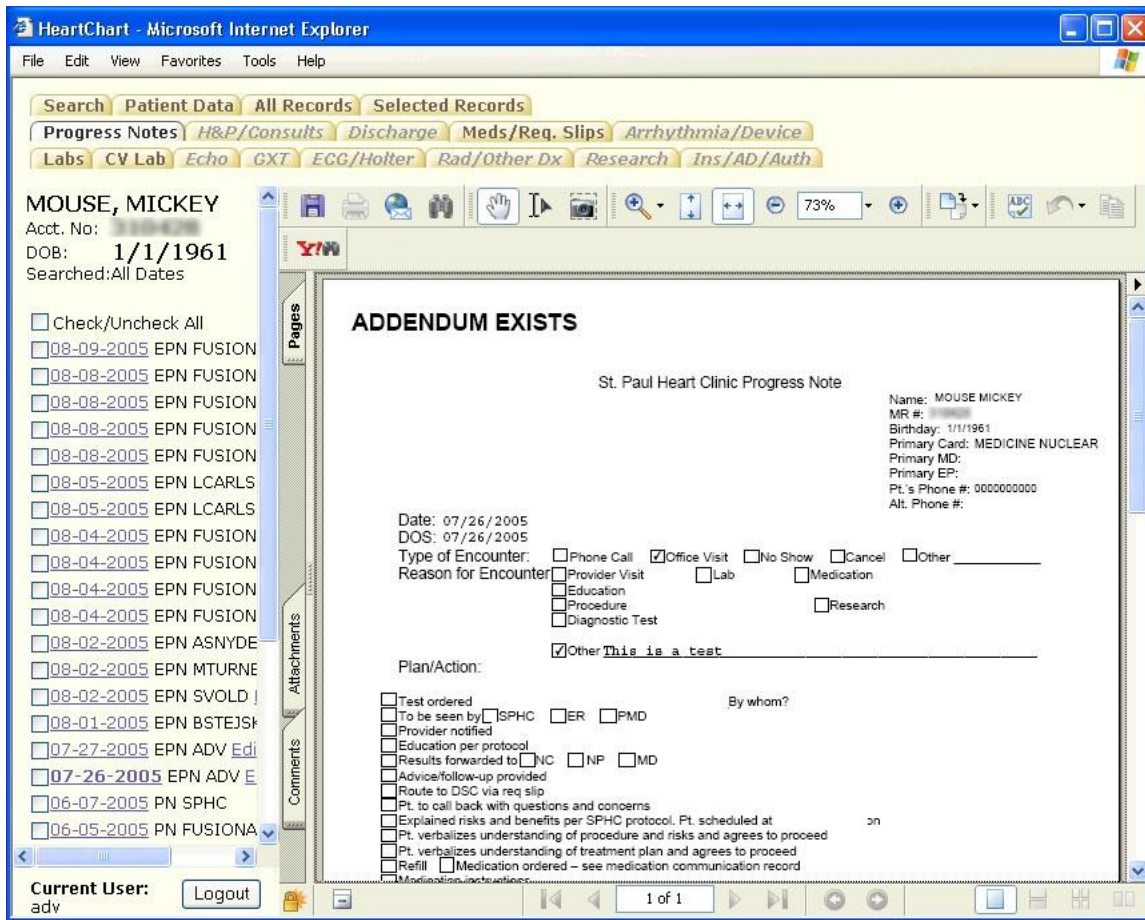 HeartChart - Microsoft Internet Explorer
File Edit View Favorites Tools Help
Search Patient Data All Records Selected Records
Progress Notes H&P/Consults Discharge Meds/Req. Slips Arrhythmia/Device
Labs CV Lab Echo GXT ECG/Holter Rad/Other Dx Research Ins/AD/Auth
MOUSE, MICKEY
Acct. No:
DOB: 1/1/1961
Searched:All Dates
Check/Uncheck All
08-09-2005 EPN FUSION
08-08-2005 EPN FUSION
08-08-2005 EPN FUSION
08-08-2005 EPN FUSION
08-08-2005 EPN FUSION
08-05-2005 EPN LCARLS
08-05-2005 EPN LCARLS
08-04-2005 EPN FUSION
08-04-2005 EPN FUSION
08-04-2005 EPN FUSION
08-04-2005 EPN FUSION
08-02-2005 EPN ASNYDE
08-02-2005 EPN MTURNE
08-02-2005 EPN SVOLD
08-01-2005 EPN BSTEJSK
07-27-2005 EPN ADV Edi
07-26-2005 EPN ADV E
06-07-2005 PN SPHC
06-05-2005 PN FUSIONA
Current User:
adv
Logout
73%
ABC
Y!
Pages
Attachments
Comments
ADDENDUM EXISTS
St. Paul Heart Clinic Progress Note
Name: MOUSE MICKEY
MR #:
Birthday: 1/1/1961
Primary Card: MEDICINE NUCLEAR
Primary MD:
Primary EP:
Pt.'s Phone #: 0000000000
Alt. Phone #:
Date: 07/26/2005
DOS: 07/26/2005
Type of Encounter: Phone Call Office Visit No Show Cancel Other
Reason for Encounter Provider Visit Lab Medication
Education
Procedure Research
Diagnostic Test
Other This is a test
Plan/Action:
Test ordered By whom?
To be seen by SPHC ER PMD
Provider notified
Education per protocol
Results forwarded to NC NP MD
Advice/follow-up provided
Route to DSC via req slip
Pt. to call back with questions and concerns
Explained risks and benefits per SPHC protocol. Pt. scheduled at on
Pt. verbalizes understanding of procedure and risks and agrees to proceed
Pt. verbalizes understanding of treatment plan and agrees to proceed
Refill Medication ordered – see medication communication record
Medication instructions
1 of 1